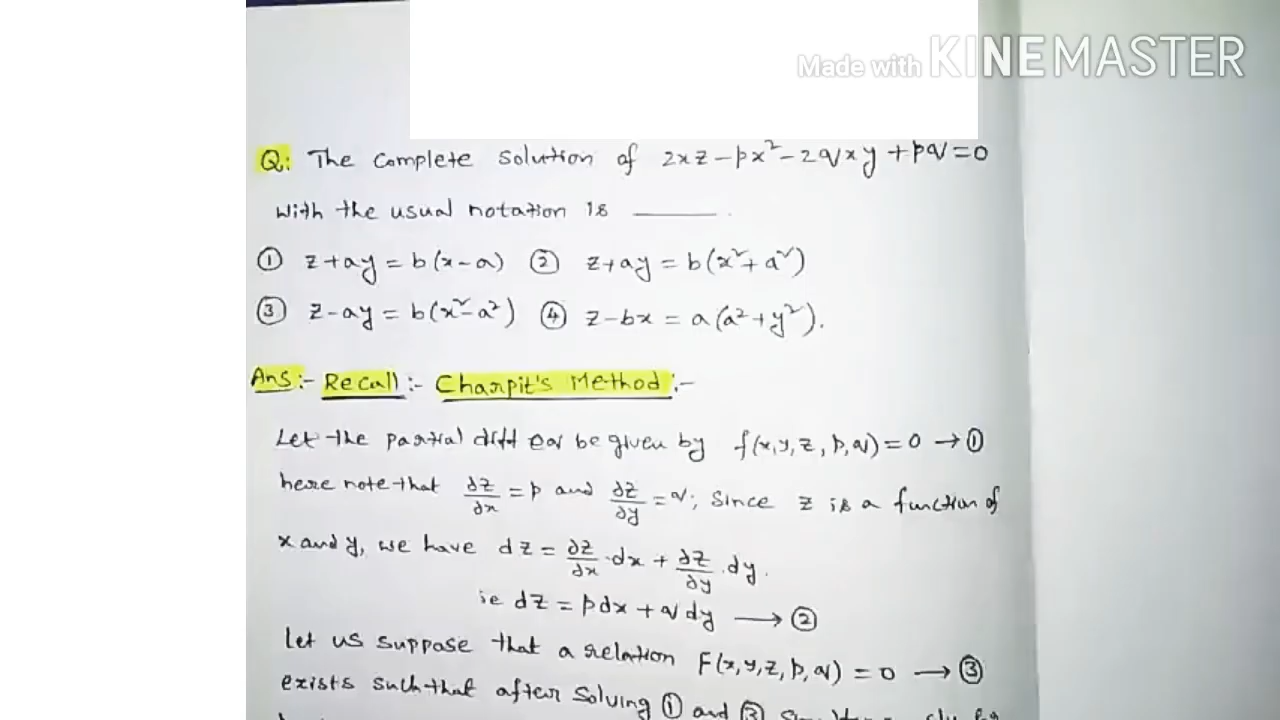 Made with KINEMASTER
Q: The complete solution of 2xz - px² - 2qxy + pq = 0
with the usual notation is ______ .
① z + ay = b(x - a) ② z + ay = b(x² + a²)
③ z - ay = b(x² - a²) ④ z - bx = a(a² + y²).
Ans:- Recall:- Charpit's Method:-
Let the partial diff eqn be given by f(x, y, z, p, q) = 0 → ①
here note that ∂z/∂x = p and ∂z/∂y = q; since z is a function of
x and y, we have dz = ∂z/∂x · dx + ∂z/∂y · dy.
ie dz = pdx + qdy → ②
Let us suppose that a relation F(x, y, z, p, q) = 0 → ③
exists such that after solving ① and ③